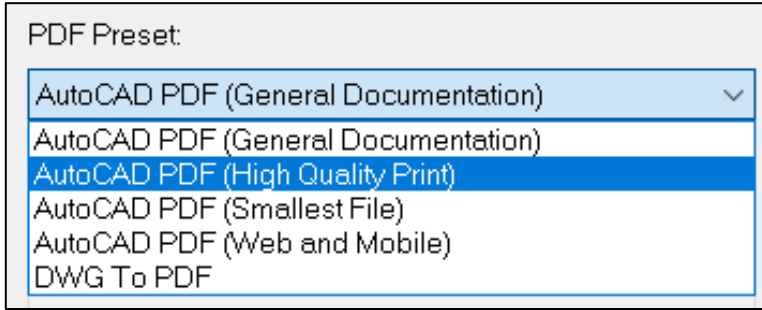 PDF Preset:
AutoCAD PDF (General Documentation)
AutoCAD PDF (General Documentation)
AutoCAD PDF (High Quality Print)
AutoCAD PDF (Smallest File)
AutoCAD PDF (Web and Mobile)
DWG To PDF